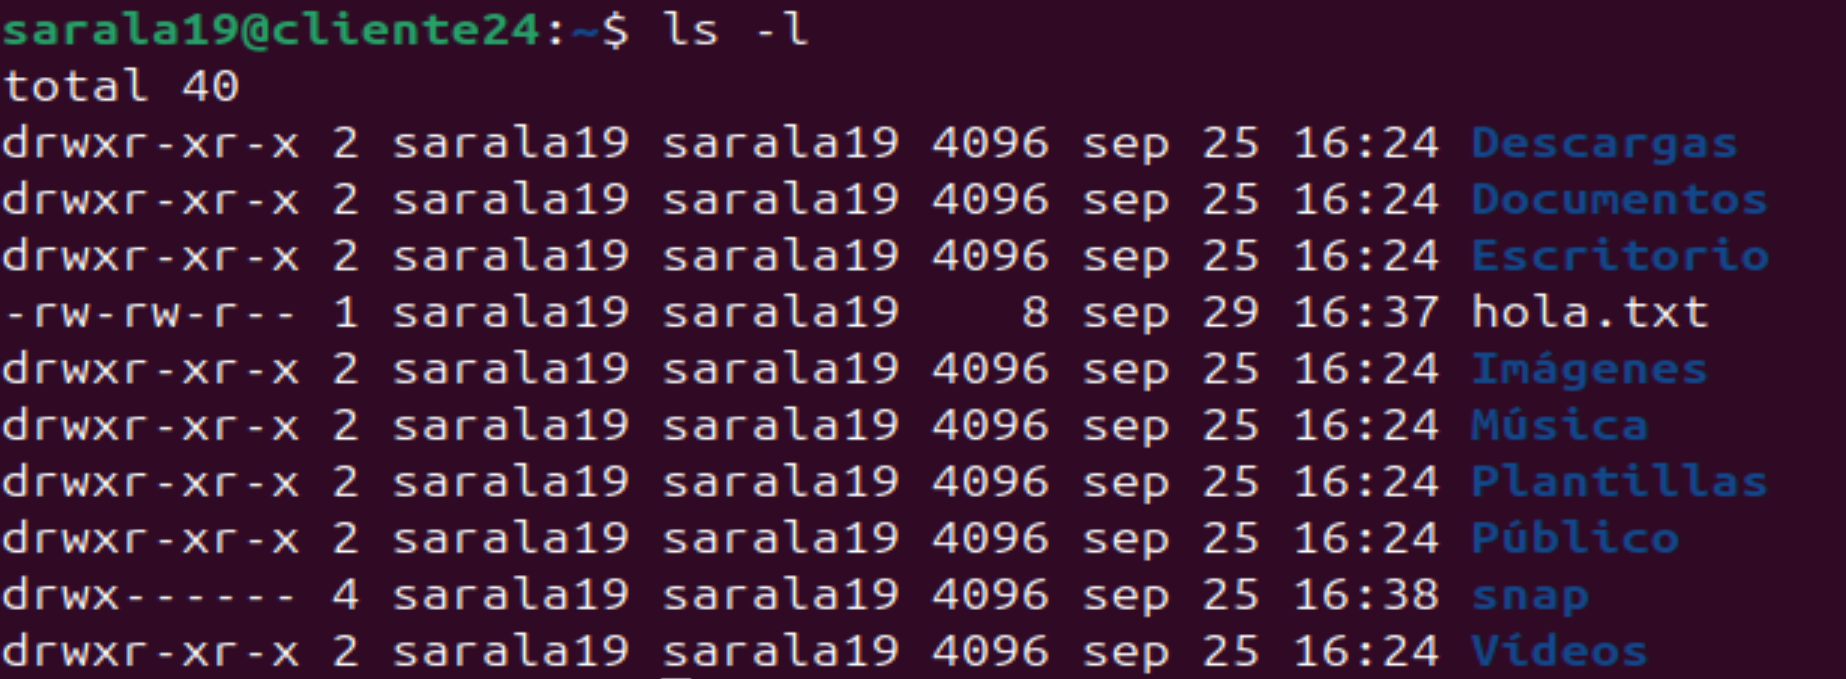 sarala19@cliente24:~$ ls -l
total 40
drwxr-xr-x 2 sarala19 sarala19 4096 sep 25 16:24 Descargas
drwxr-xr-x 2 sarala19 sarala19 4096 sep 25 16:24 Documentos
drwxr-xr-x 2 sarala19 sarala19 4096 sep 25 16:24 Escritorio
-rw-rw-r-- 1 sarala19 sarala19    8 sep 29 16:37 hola.txt
drwxr-xr-x 2 sarala19 sarala19 4096 sep 25 16:24 Imágenes
drwxr-xr-x 2 sarala19 sarala19 4096 sep 25 16:24 Música
drwxr-xr-x 2 sarala19 sarala19 4096 sep 25 16:24 Plantillas
drwxr-xr-x 2 sarala19 sarala19 4096 sep 25 16:24 Público
drwx------ 4 sarala19 sarala19 4096 sep 25 16:38 snap
drwxr-xr-x 2 sarala19 sarala19 4096 sep 25 16:24 Vídeos